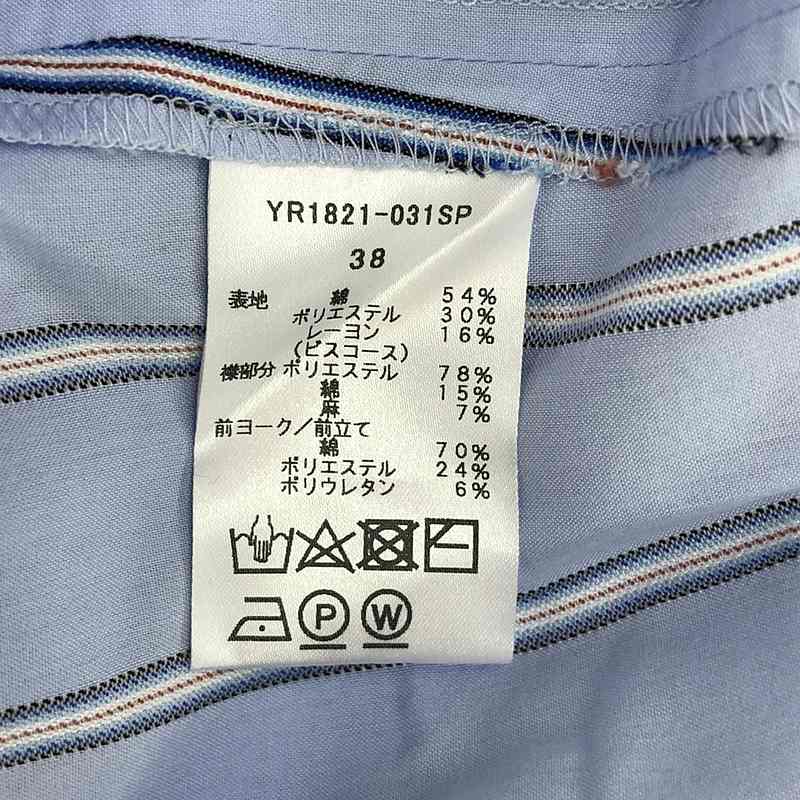 YR1821-031SP
38
表地 綿 54%
ポリエステル 30%
レーヨン 16%
(ビスコース)
襟部分 ポリエステル 78%
綿 15%
麻 7%
前ヨーク/前立て
綿 70%
ポリエステル 24%
ポリウレタン 6%
P W